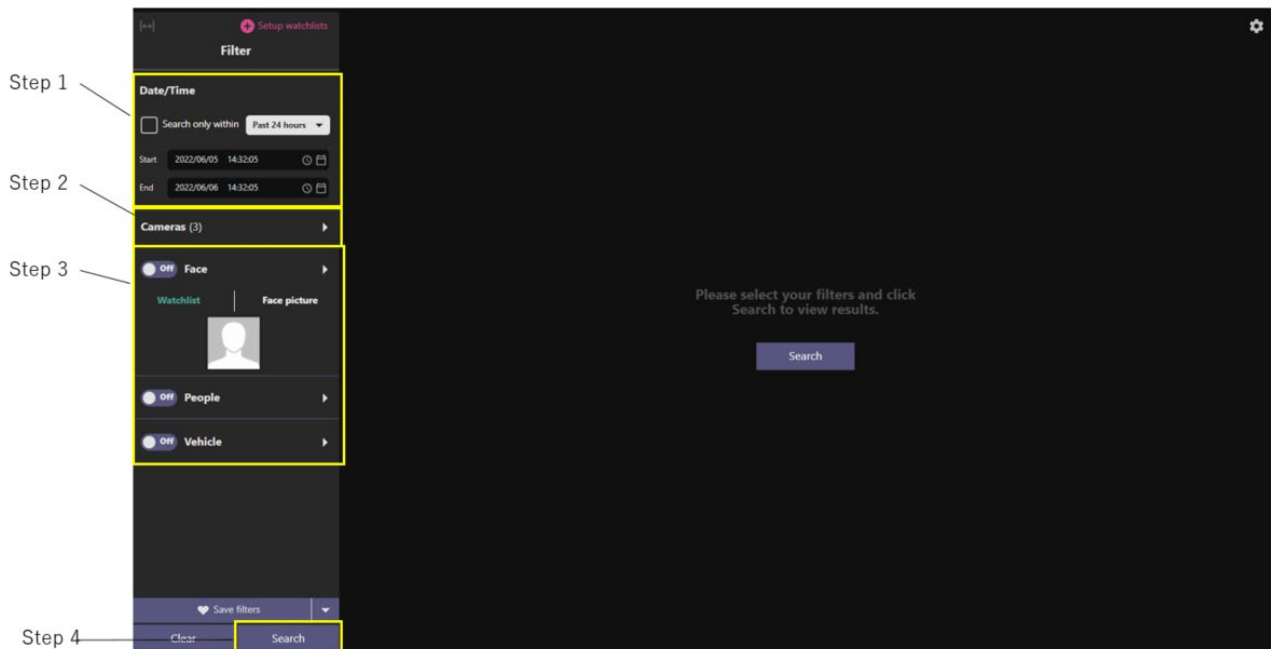 Setup watchlists
Filter
Step 1
Date/Time
Search only within Past 24 hours
Start 2022/06/05 14:32:05
End 2022/06/06 14:32:05
Step 2
Cameras (3)
Step 3
Off Face
Watchlist Face picture
Off People
Off Vehicle
Save filters
Step 4
Clear Search
Please select your filters and click
Search to view results.
Search